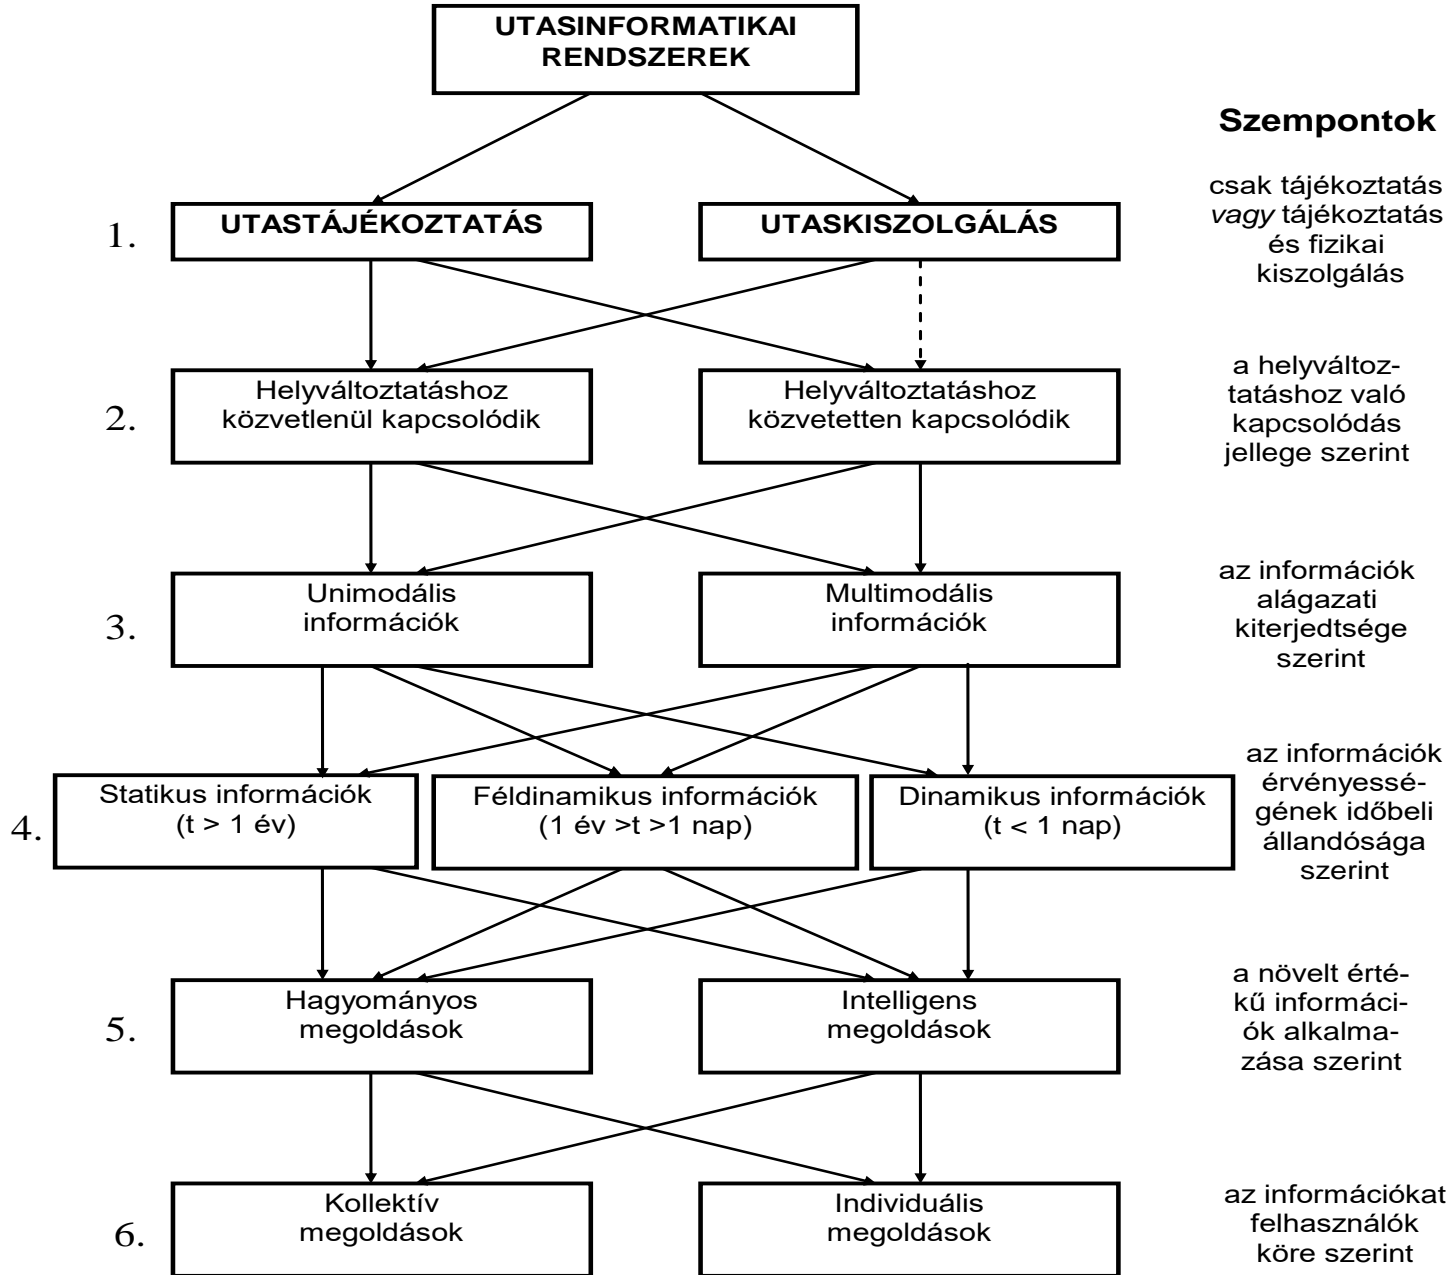 UTASINFORMATIKAI
RENDSZEREK
Szempontok
1.
UTASTÁJÉKOZTATÁS
UTASKISZOLGÁLÁS
csak tájékoztatás
vagy tájékoztatás
és fizikai
kiszolgálás
2.
Helyváltoztatáshoz
közvetlenül kapcsolódik
Helyváltoztatáshoz
közvetetten kapcsolódik
a helyváltoz-
tatáshoz való
kapcsolódás
jellege szerint
3.
Unimodális
információk
Multimodális
információk
az információk
alágazati
kiterjedtsége
szerint
4.
Statikus információk
(t > 1 év)
Féldinamikus információk
(1 év >t >1 nap)
Dinamikus információk
(t < 1 nap)
az információk
érvényessé-
gének időbeli
állandósága
szerint
5.
Hagyományos
megoldások
Intelligens
megoldások
a növelt érté-
kű informáci-
ók alkalma-
zása szerint
6.
Kollektív
megoldások
Individuális
megoldások
az információkat
felhasználók
köre szerint